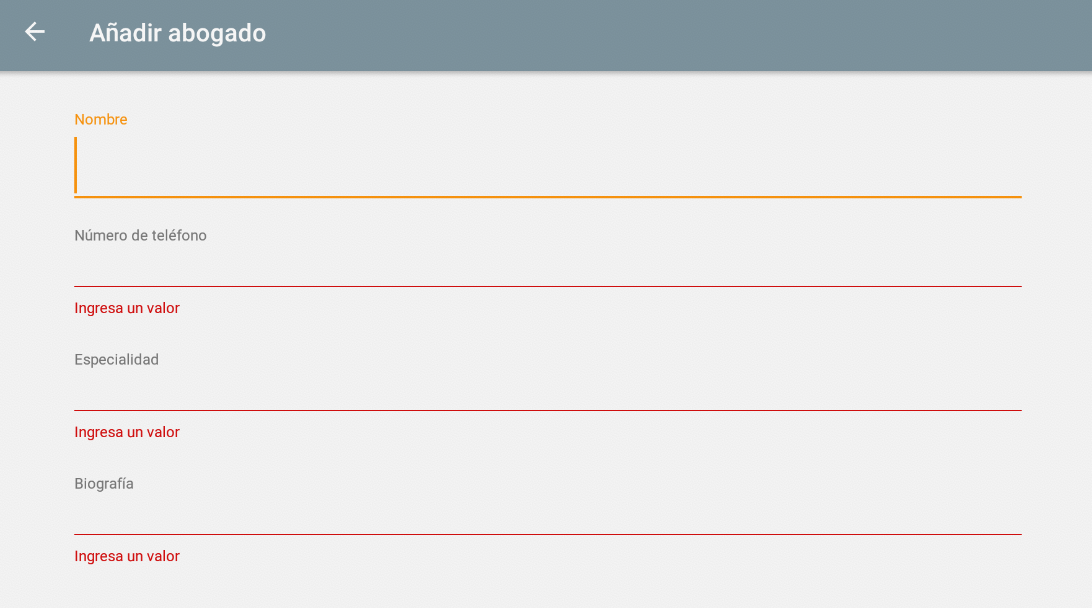 Añadir abogado
Nombre
Número de teléfono
Ingresa un valor
Especialidad
Ingresa un valor
Biografía
Ingresa un valor